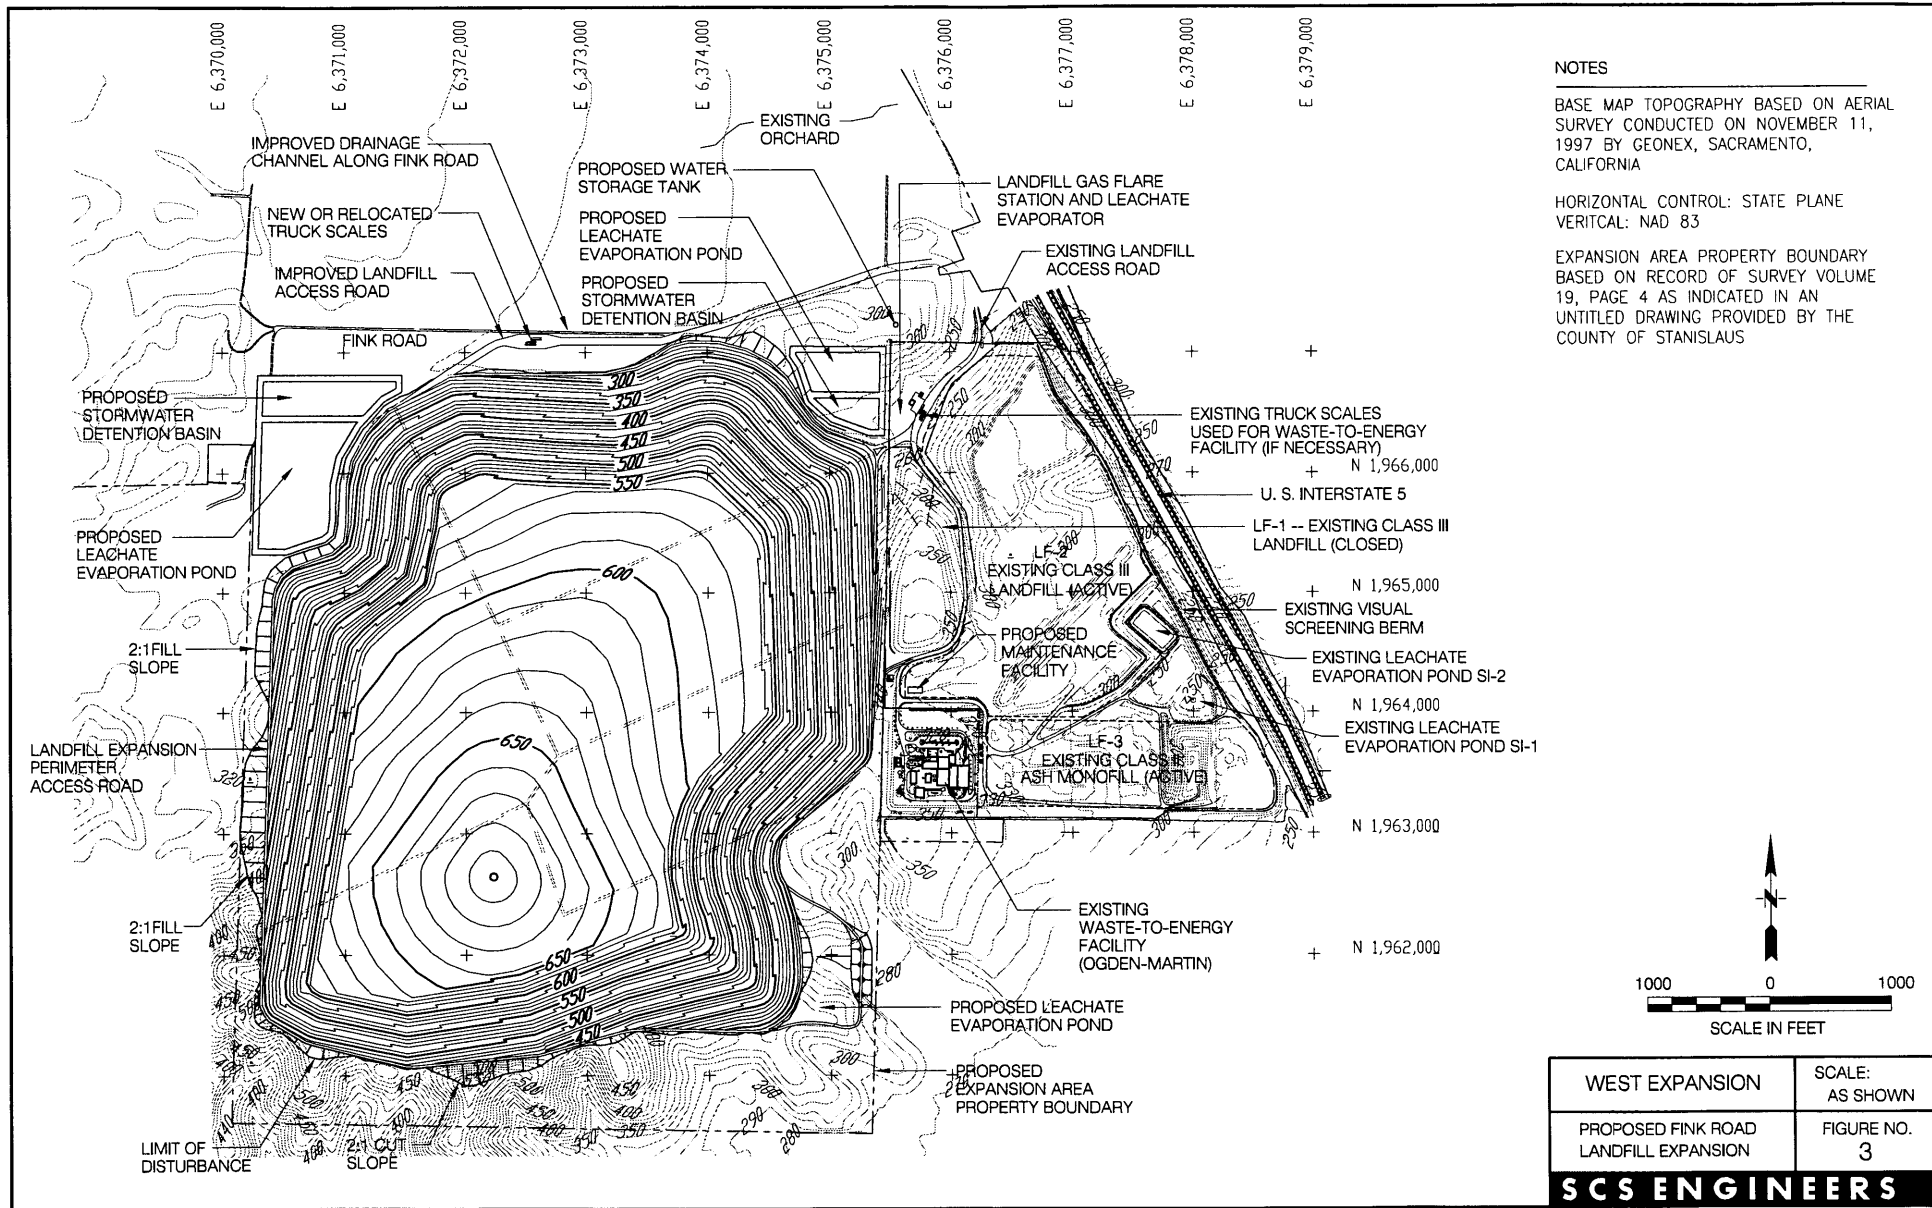 E 6,370,000
E 6,371,000
E 6,372,000
E 6,373,000
E 6,374,000
E 6,375,000
E 6,376,000
E 6,377,000
E 6,378,000
E 6,379,000
NOTES
BASE MAP TOPOGRAPHY BASED ON AERIAL
SURVEY CONDUCTED ON NOVEMBER 11,
1997 BY GEONEX, SACRAMENTO,
CALIFORNIA
HORIZONTAL CONTROL: STATE PLANE
VERITCAL: NAD 83
EXPANSION AREA PROPERTY BOUNDARY
BASED ON RECORD OF SURVEY VOLUME
19, PAGE 4 AS INDICATED IN AN
UNTITLED DRAWING PROVIDED BY THE
COUNTY OF STANISLAUS
EXISTING
ORCHARD
IMPROVED DRAINAGE
CHANNEL ALONG FINK ROAD
PROPOSED WATER
STORAGE TANK
LANDFILL GAS FLARE
STATION AND LEACHATE
EVAPORATOR
NEW OR RELOCATED
TRUCK SCALES
PROPOSED
LEACHATE
EVAPORATION POND
EXISTING LANDFILL
ACCESS ROAD
IMPROVED LANDFILL
ACCESS ROAD
PROPOSED
STORMWATER
DETENTION BASIN
FINK ROAD
PROPOSED
STORMWATER
DETENTION BASIN
EXISTING TRUCK SCALES
USED FOR WASTE-TO-ENERGY
FACILITY (IF NECESSARY)
N 1,966,000
U. S. INTERSTATE 5
LF-1 -- EXISTING CLASS III
LANDFILL (CLOSED)
PROPOSED
LEACHATE
EVAPORATION POND
LF-2
EXISTING CLASS III
LANDFILL (ACTIVE)
N 1,965,000
EXISTING VISUAL
SCREENING BERM
PROPOSED
MAINTENANCE
FACILITY
2:1 FILL
SLOPE
EXISTING LEACHATE
EVAPORATION POND SI-2
N 1,964,000
EXISTING LEACHATE
EVAPORATION POND SI-1
LANDFILL EXPANSION
PERIMETER
ACCESS ROAD
LF-3
EXISTING CLASS II
ASH MONOFILL (ACTIVE)
N 1,963,000
2:1 FILL
SLOPE
EXISTING
WASTE-TO-ENERGY
FACILITY
(OGDEN-MARTIN)
N 1,962,000
PROPOSED LEACHATE
EVAPORATION POND
PROPOSED
EXPANSION AREA
PROPERTY BOUNDARY
LIMIT OF
DISTURBANCE
2:1 CUT
SLOPE
300
350
400
450
500
550
600
650
650
600
550
500
450
N
1000 0 1000
SCALE IN FEET
WEST EXPANSION
SCALE:
AS SHOWN
PROPOSED FINK ROAD
LANDFILL EXPANSION
FIGURE NO.
3
SCS ENGINEERS